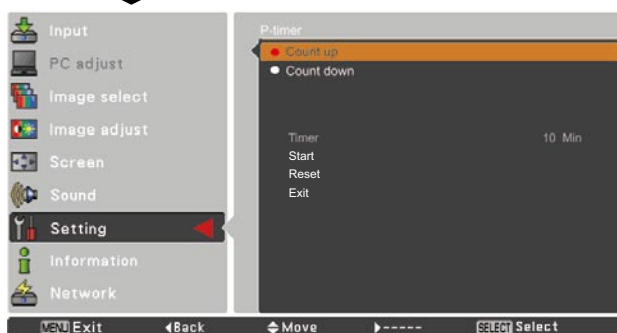 Input
PC adjust
Image select
Image adjust
Screen
Sound
Setting
Information
Network
P-timer
Count up
Count down
Timer 10 Min
Start
Reset
Exit
MENU Exit ◀Back Move ▶----- SELECT Select